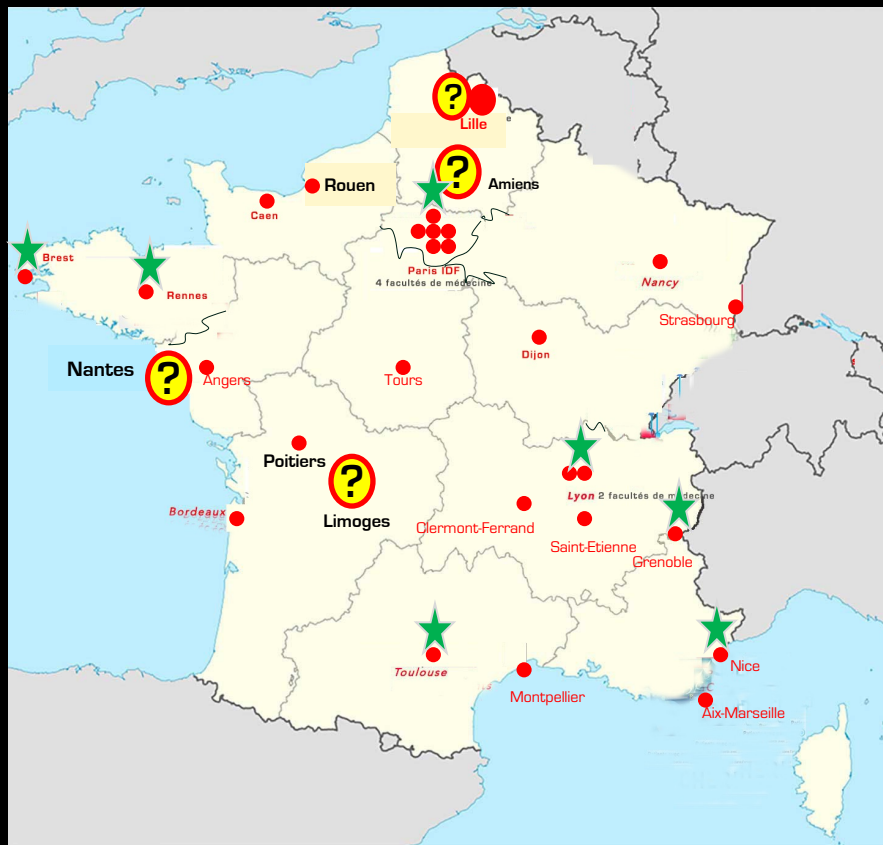 ?
Lille
?
Amiens
Rouen
Caen
Paris IDF
4 facultés de médecine
Brest
Rennes
Nancy
Strasbourg
Dijon
Nantes
?
Angers
Tours
Poitiers
?
Limoges
Lyon 2 facultés de médecine
Bordeaux
Clermont-Ferrand
Saint-Etienne
Grenoble
Toulouse
Nice
Montpellier
Aix-Marseille